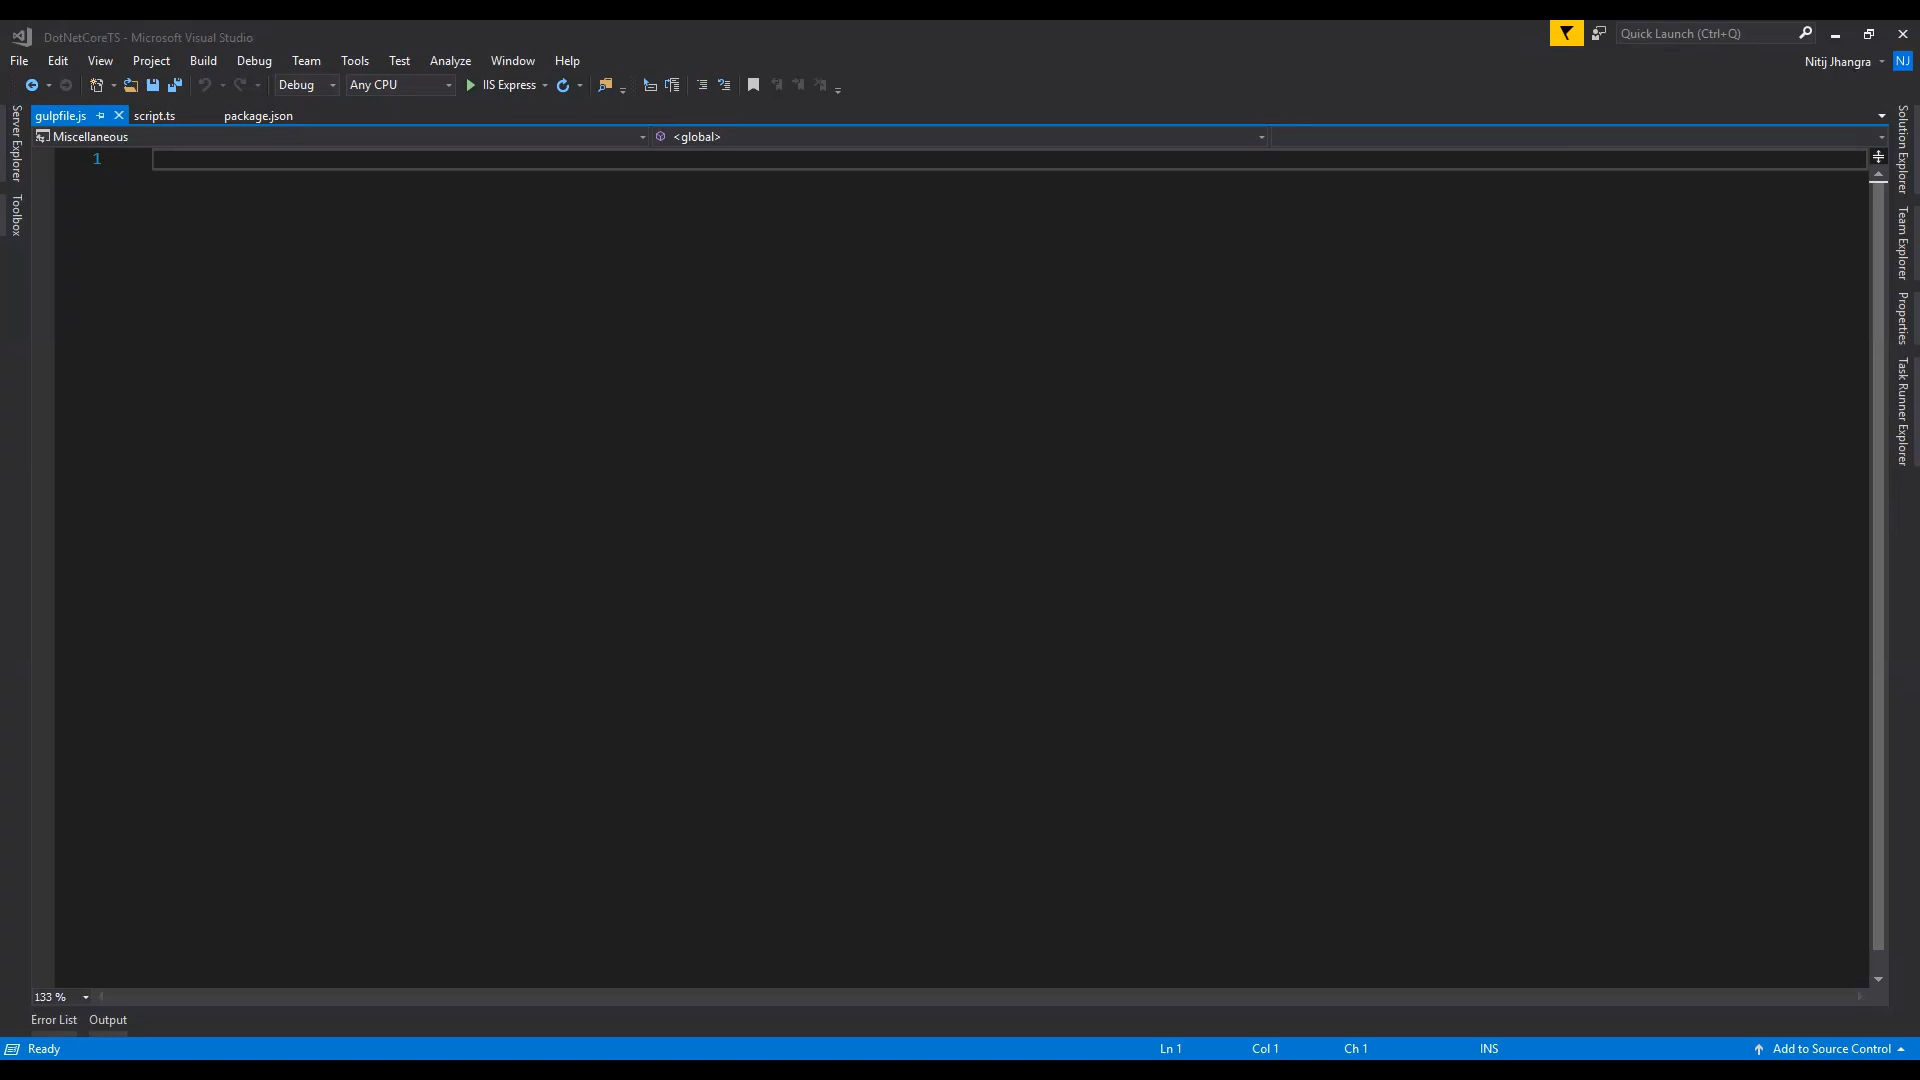 DotNetCoreTS - Microsoft Visual Studio
Quick Launch (Ctrl+Q)
File Edit View Project Build Debug Team Tools Test Analyze Window Help
Nitij Jhangra NJ
Debug Any CPU IIS Express
gulpfile.js script.ts package.json
Miscellaneous <global>
1
Server Explorer
Toolbox
Solution Explorer
Team Explorer
Properties
Task Runner Explorer
133 %
Error List Output
Ready Ln 1 Col 1 Ch 1 INS Add to Source Control